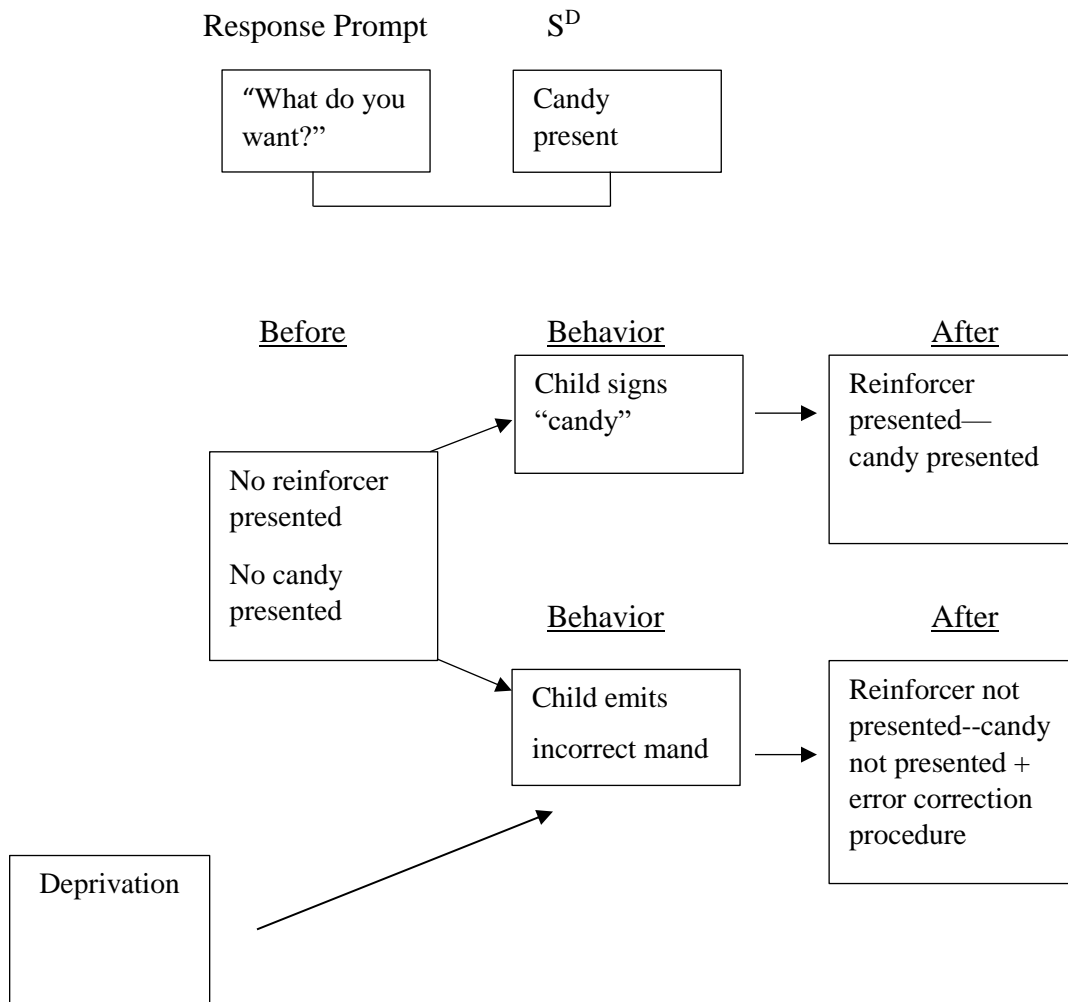 Response Prompt
S^D
“What do you
want?”
Candy
present
Before
Behavior
After
Child signs
“candy”
Reinforcer
presented—
candy presented
No reinforcer
presented
No candy
presented
Behavior
After
Child emits
incorrect mand
Reinforcer not
presented--candy
not presented +
error correction
procedure
Deprivation